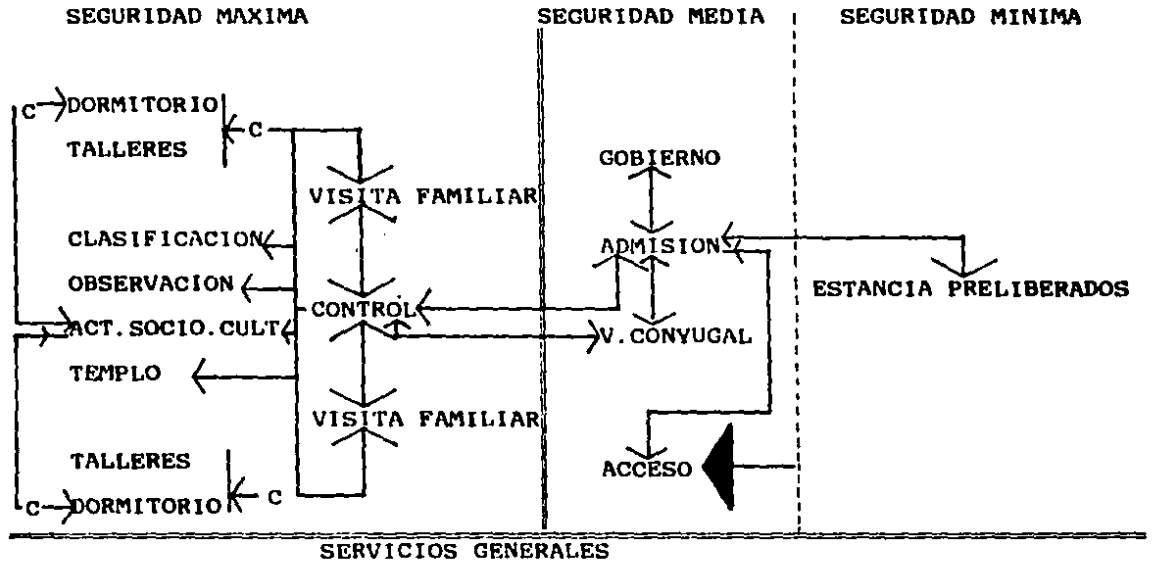 SEGURIDAD MAXIMA
SEGURIDAD MEDIA
SEGURIDAD MINIMA
C
DORMITORIO
C
TALLERES
GOBIERNO
VISITA FAMILIAR
CLASIFICACION
ADMISION
OBSERVACION
ESTANCIA PRELIBERADOS
CONTROL
ACT.SOCIO.CULT
V.CONYUGAL
TEMPLO
VISITA FAMILIAR
TALLERES
ACCESO
C
C
DORMITORIO
SERVICIOS GENERALES